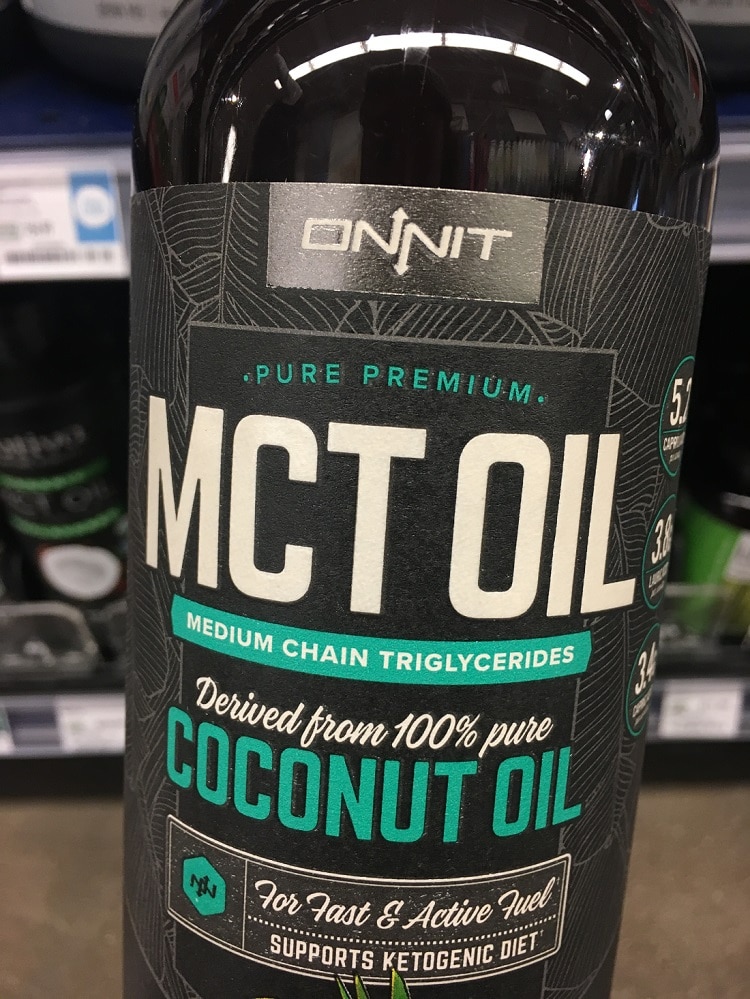 ONNIT
·PURE PREMIUM·
MCT OIL
MEDIUM CHAIN TRIGLYCERIDES
Derived from 100% pure
COCONUT OIL
For Fast & Active Fuel
SUPPORTS KETOGENIC DIET